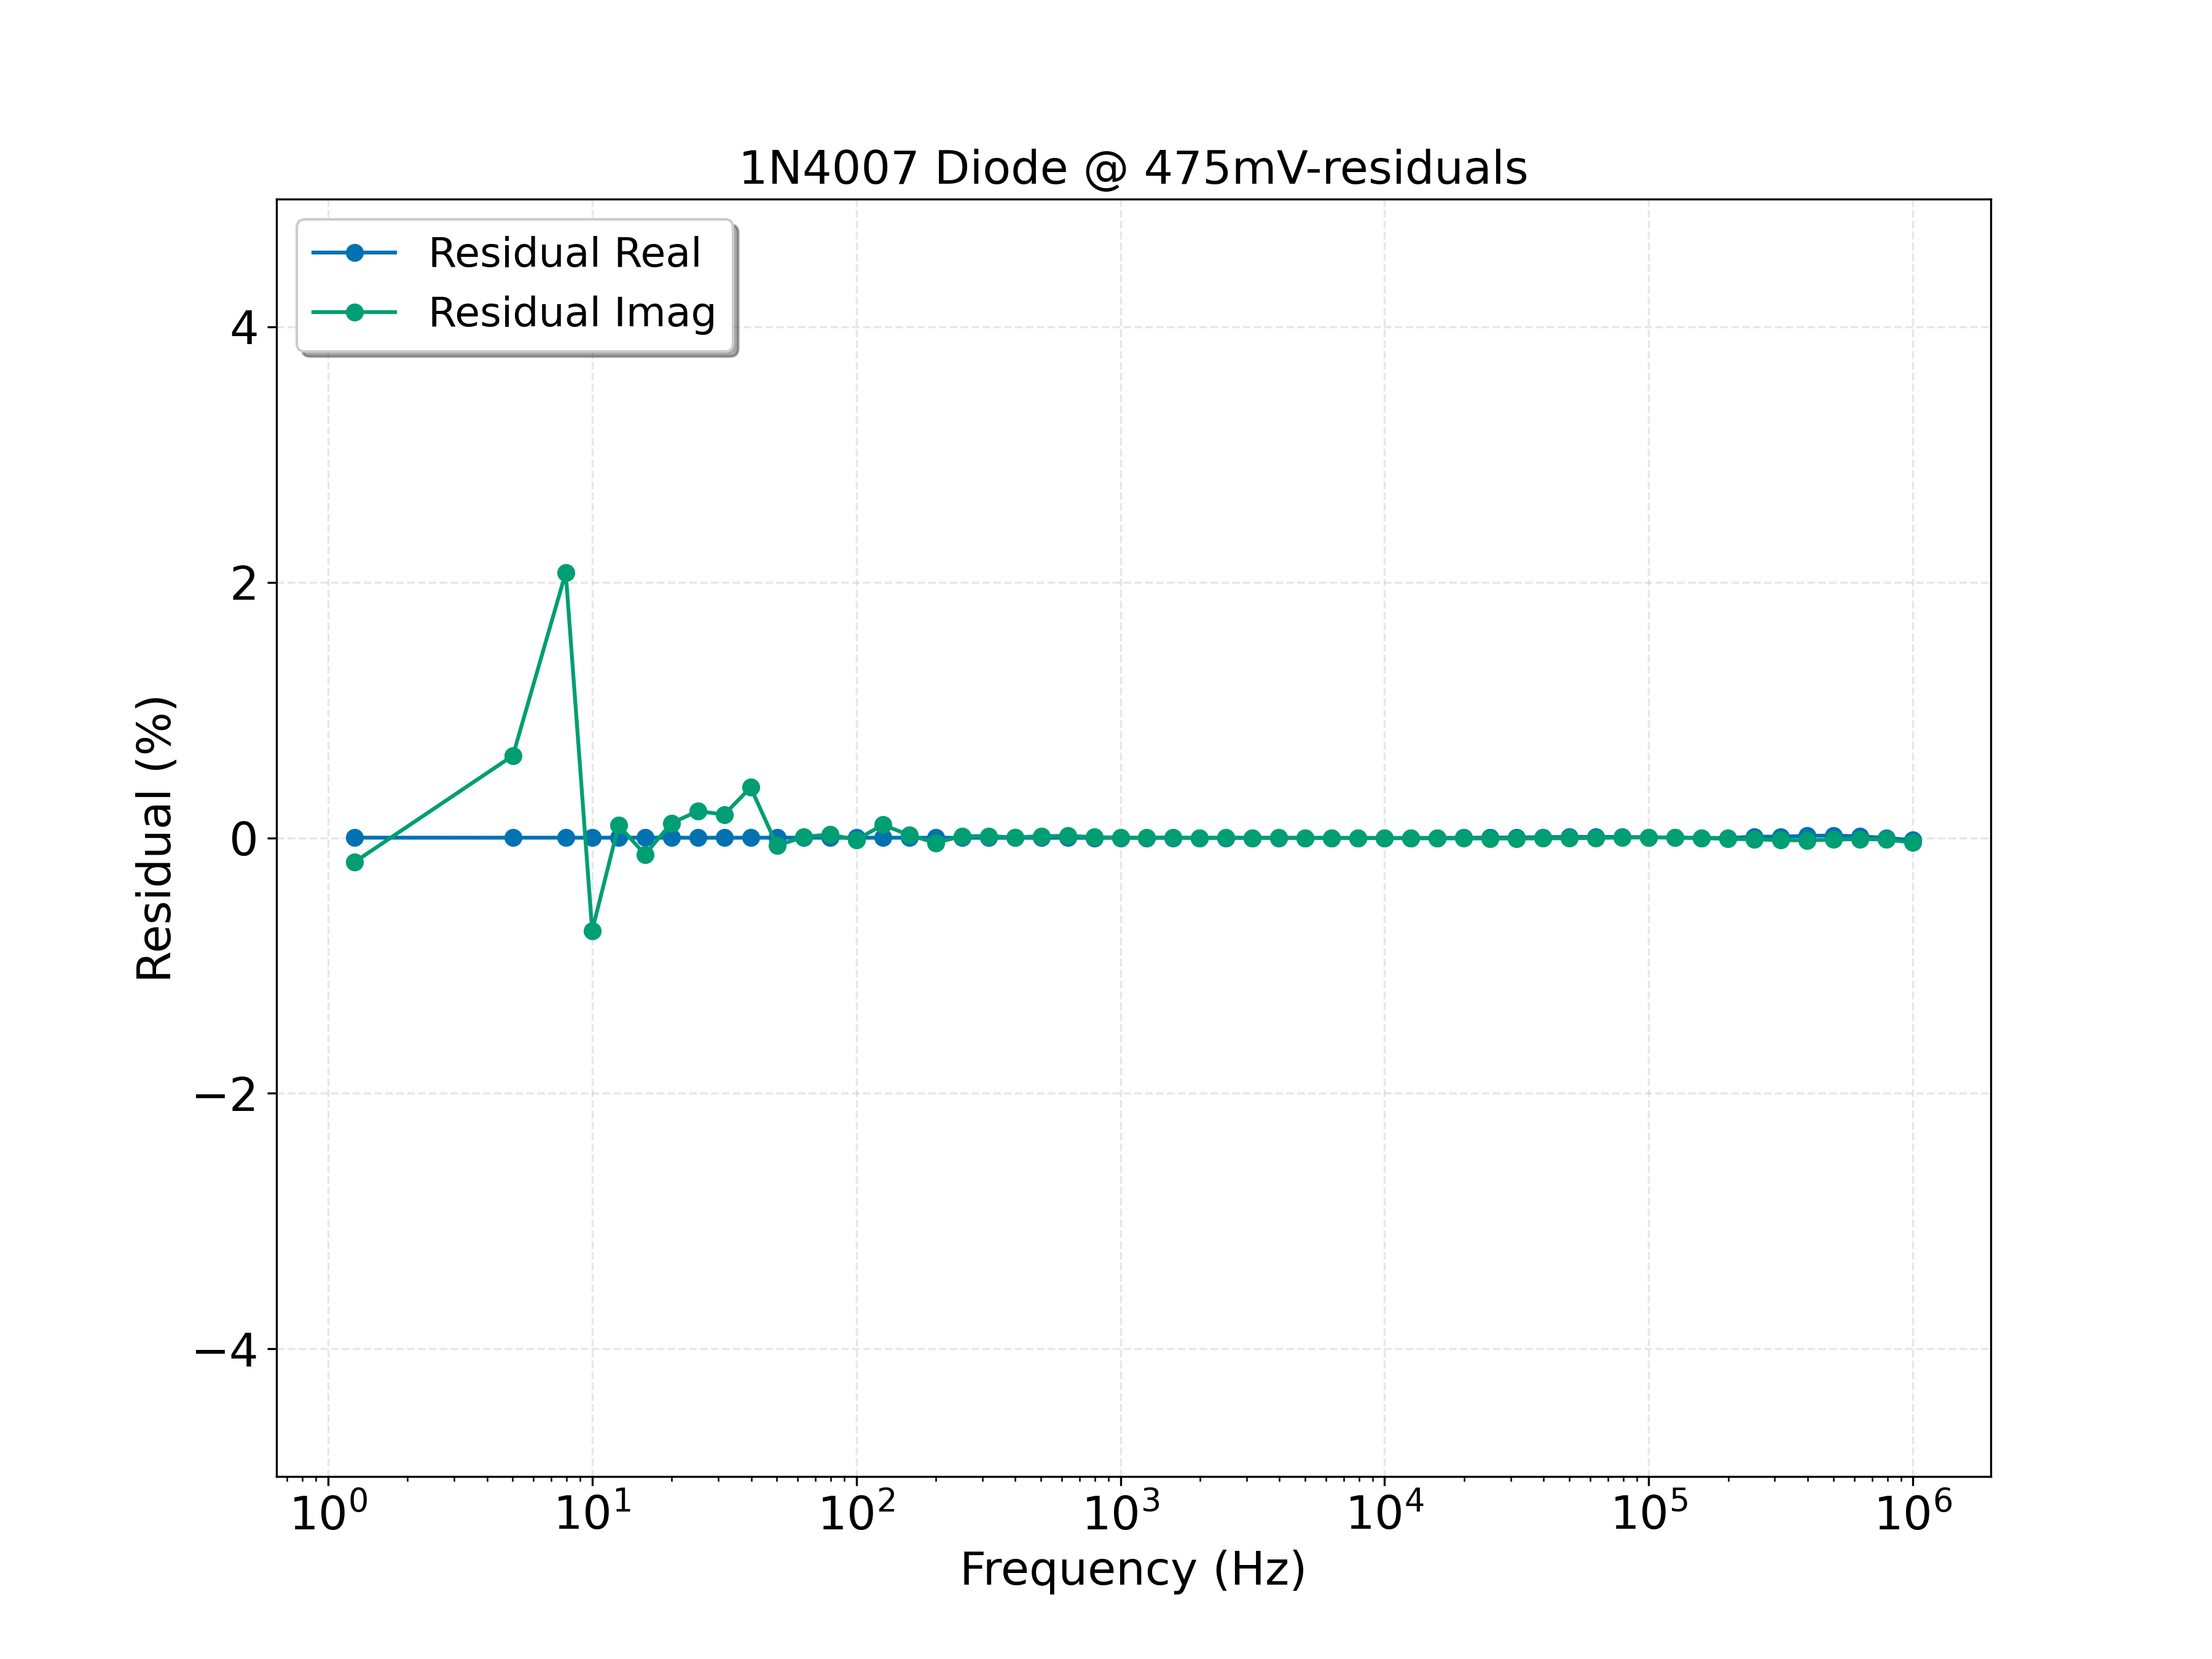 1N4007 Diode @ 475mV-residuals
Residual Real
Residual Imag
4
2
0
−2
−4
Residual (%)
10⁰ 10¹ 10² 10³ 10⁴ 10⁵ 10⁶
Frequency (Hz)